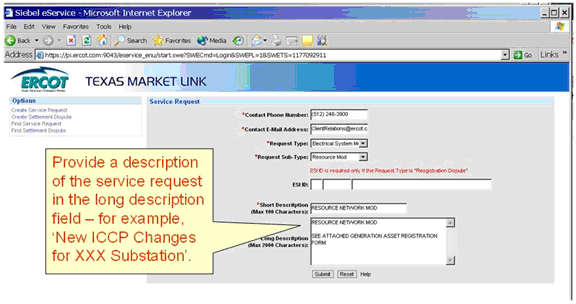 Siebel eService - Microsoft Internet Explorer
File Edit View Favorites Tools Help
Back Search Favorites Media
Address https://pi.ercot.com:9043/eservice_enu/start.swe?SWECmd=Login&SWEPL=1&SWETS=1177092911 Go Links »
ERCOT TEXAS MARKET LINK
Options
Create Service Request
Create Settlement Dispute
Find Service Request
Find Settlement Dispute
Service Request
*Contact Phone Number: (512) 248-3900
*Contact E-Mail Address: ClientRelations@ercot.c
*Request Type: Electrical System M
*Request Sub-Type: Resource Mod
ESI ID is required only if the Request Type is "Registration Dispute"
ESI ID:
*Short Description
(Max 100 Characters): RESOURCE NETWORK MOD
RESOURCE NETWORK MOD
SEE ATTACHED GENERATION ASSET REGISTRATION
FORM
Long Description
(Max 2000 Characters):
Submit Reset Help
Provide a description
of the service request
in the long description
field – for example,
'New ICCP Changes
for XXX Substation'.